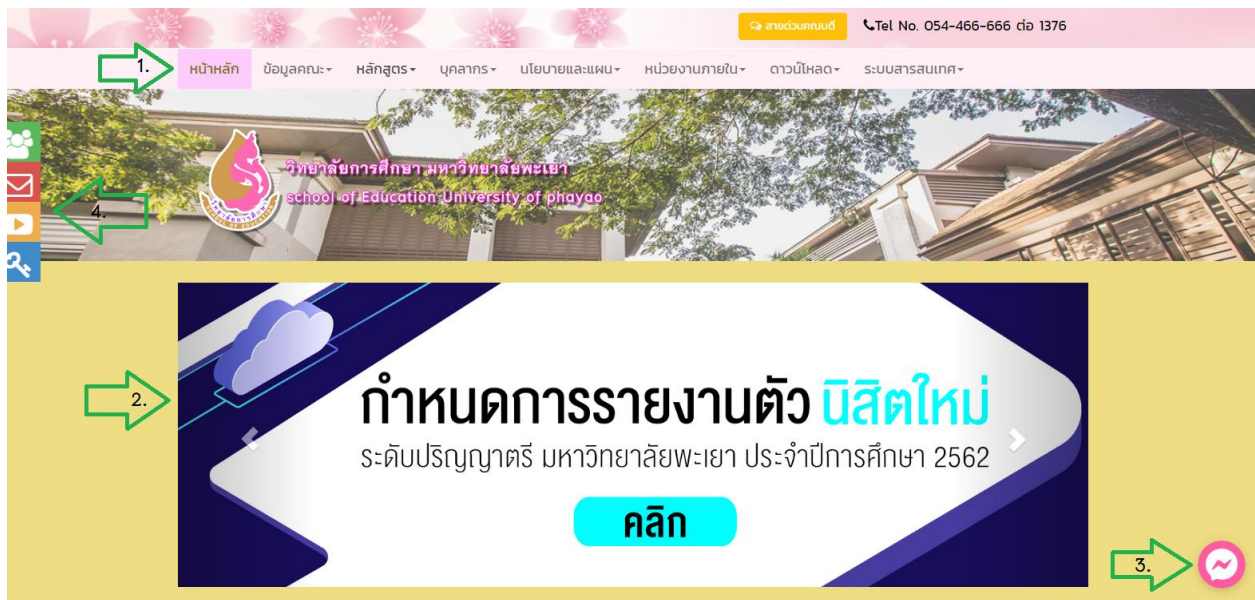 สายด่วนคณบดี Tel No. 054-466-666 ต่อ 1376
1. หน้าหลัก ข้อมูลคณะ หลักสูตร บุคลากร นโยบายและแผน หน่วยงานภายใน ดาวน์โหลด ระบบสารสนเทศ
วิทยาลัยการศึกษา มหาวิทยาลัยพะเยา
school of Education University of phayao
4.
SCHOOL OF EDUCATION
2.
กำหนดการรายงานตัว นิสิตใหม่
ระดับปริญญาตรี มหาวิทยาลัยพะเยา ประจำปีการศึกษา 2562
คลิก
3.